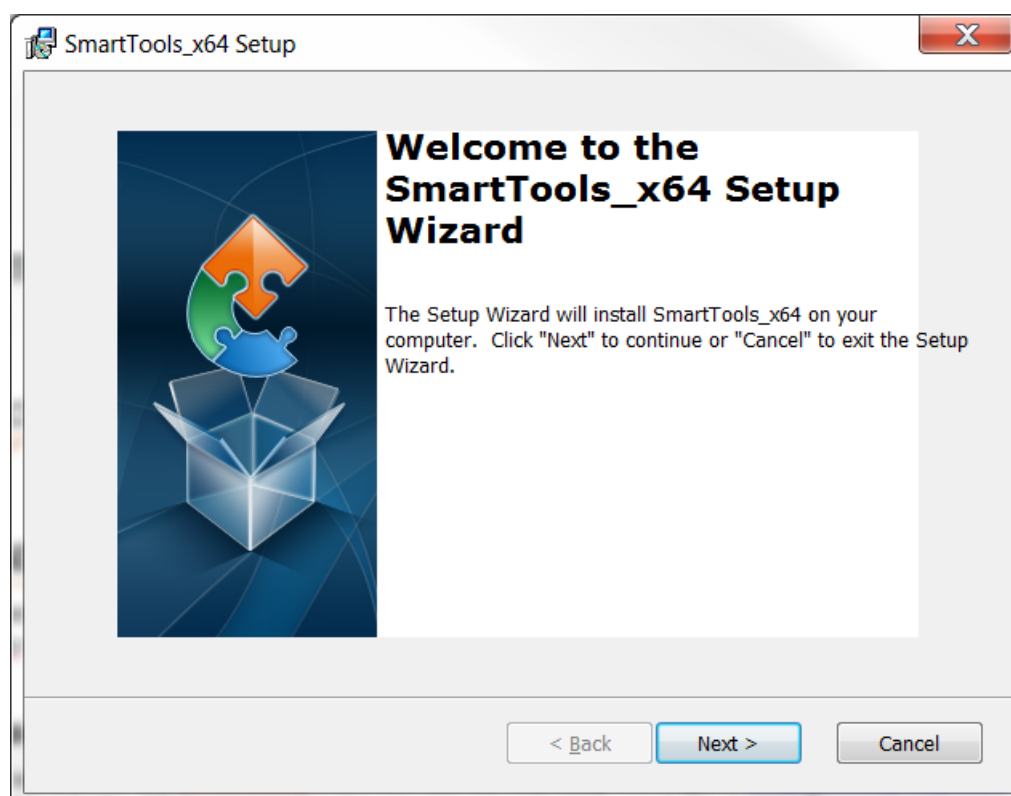 SmartTools_x64 Setup
X
Welcome to the
SmartTools_x64 Setup
Wizard
The Setup Wizard will install SmartTools_x64 on your
computer.  Click "Next" to continue or "Cancel" to exit the Setup
Wizard.
< Back
Next >
Cancel